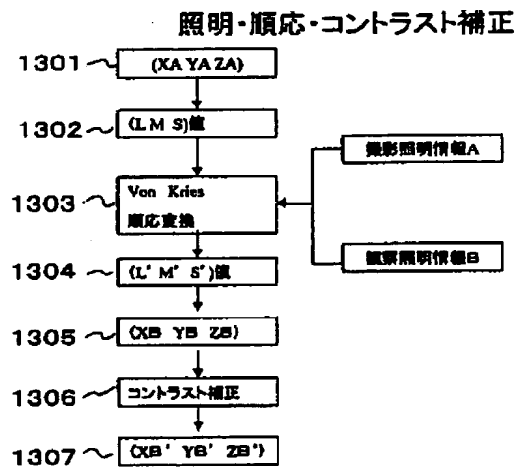 照明・順応・コントラスト補正
1301 (XA YA ZA)
1302 (L M S)値
撮影照明情報A
1303 Von Kries
順応変換
観察照明情報B
1304 (L' M' S')値
1305 (XB YB ZB)
1306 コントラスト補正
1307 (XB' YB' ZB')